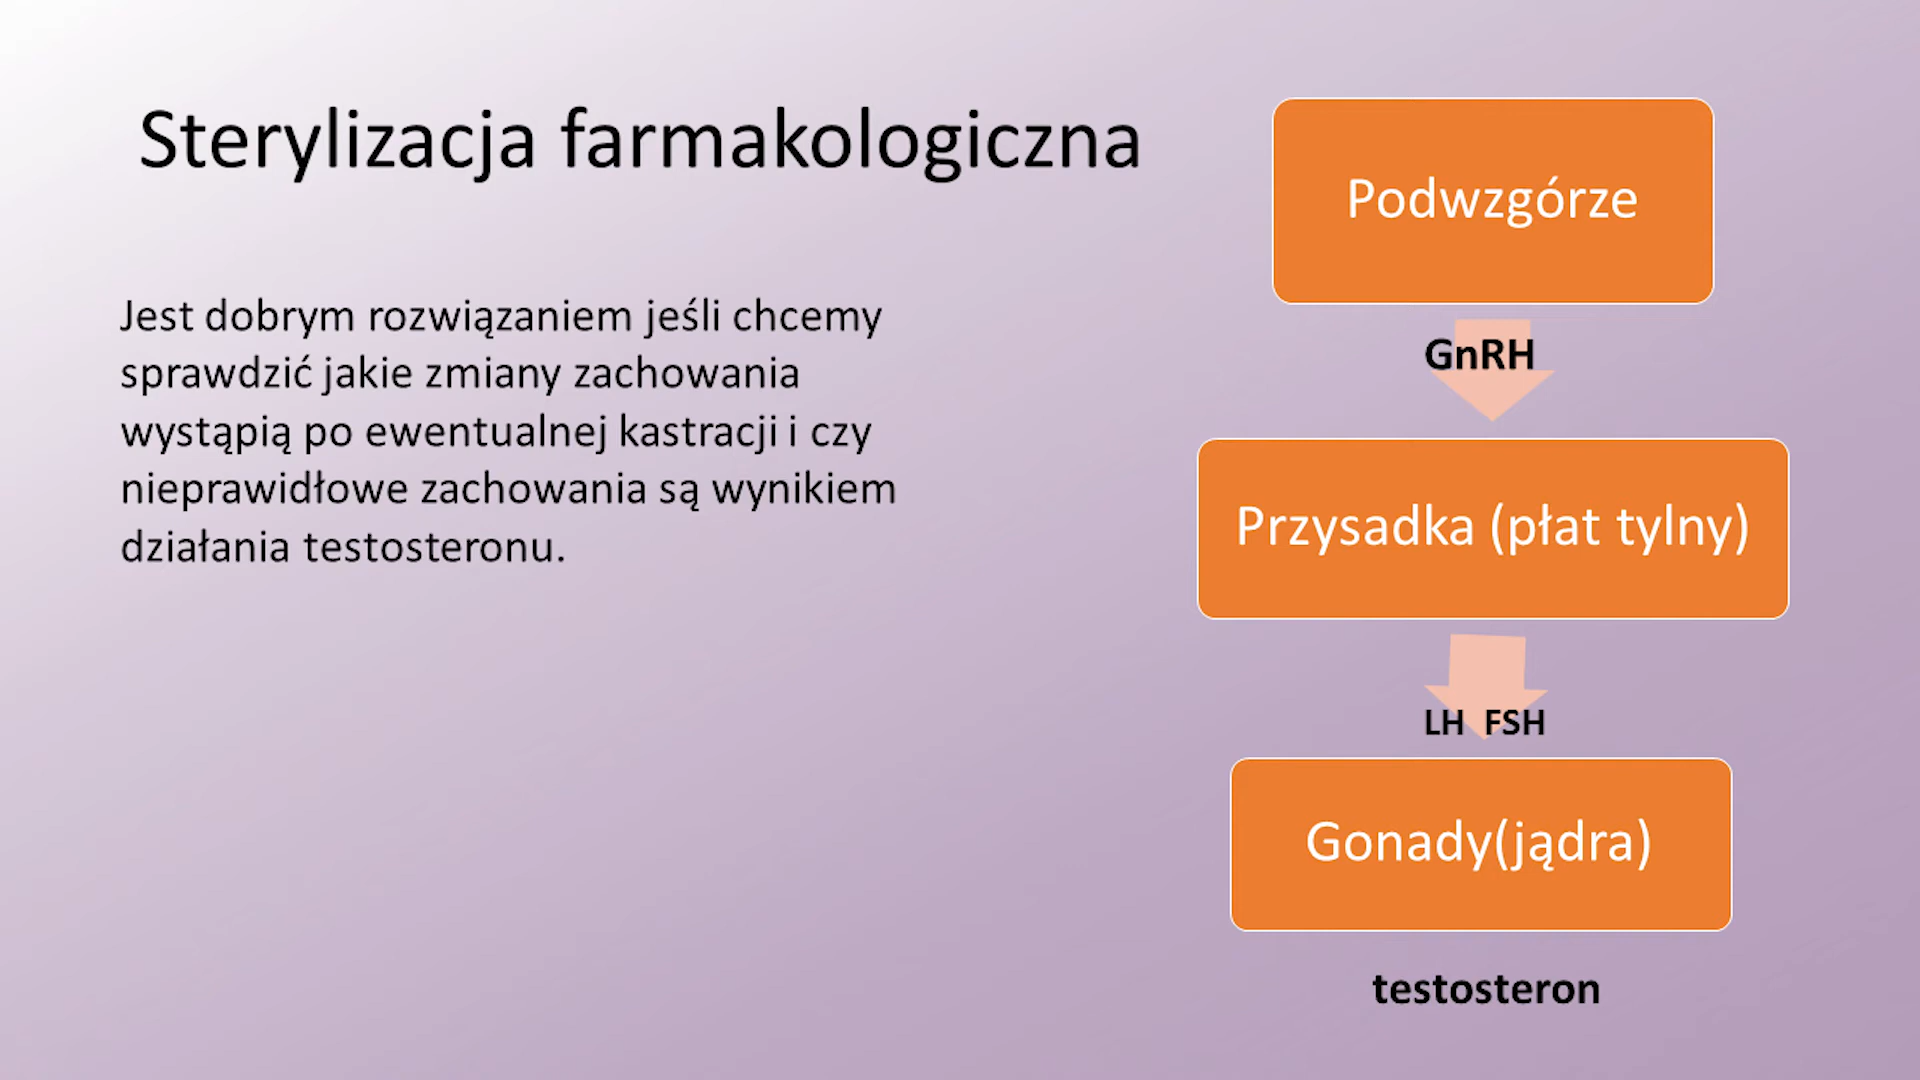 Sterylizacja farmakologiczna
Jest dobrym rozwiązaniem jeśli chcemy
sprawdzić jakie zmiany zachowania
wystąpią po ewentualnej kastracji i czy
nieprawidłowe zachowania są wynikiem
działania testosteronu.
Podwzgórze
GnRH
Przysadka (płat tylny)
LH FSH
Gonady(jądra)
testosteron